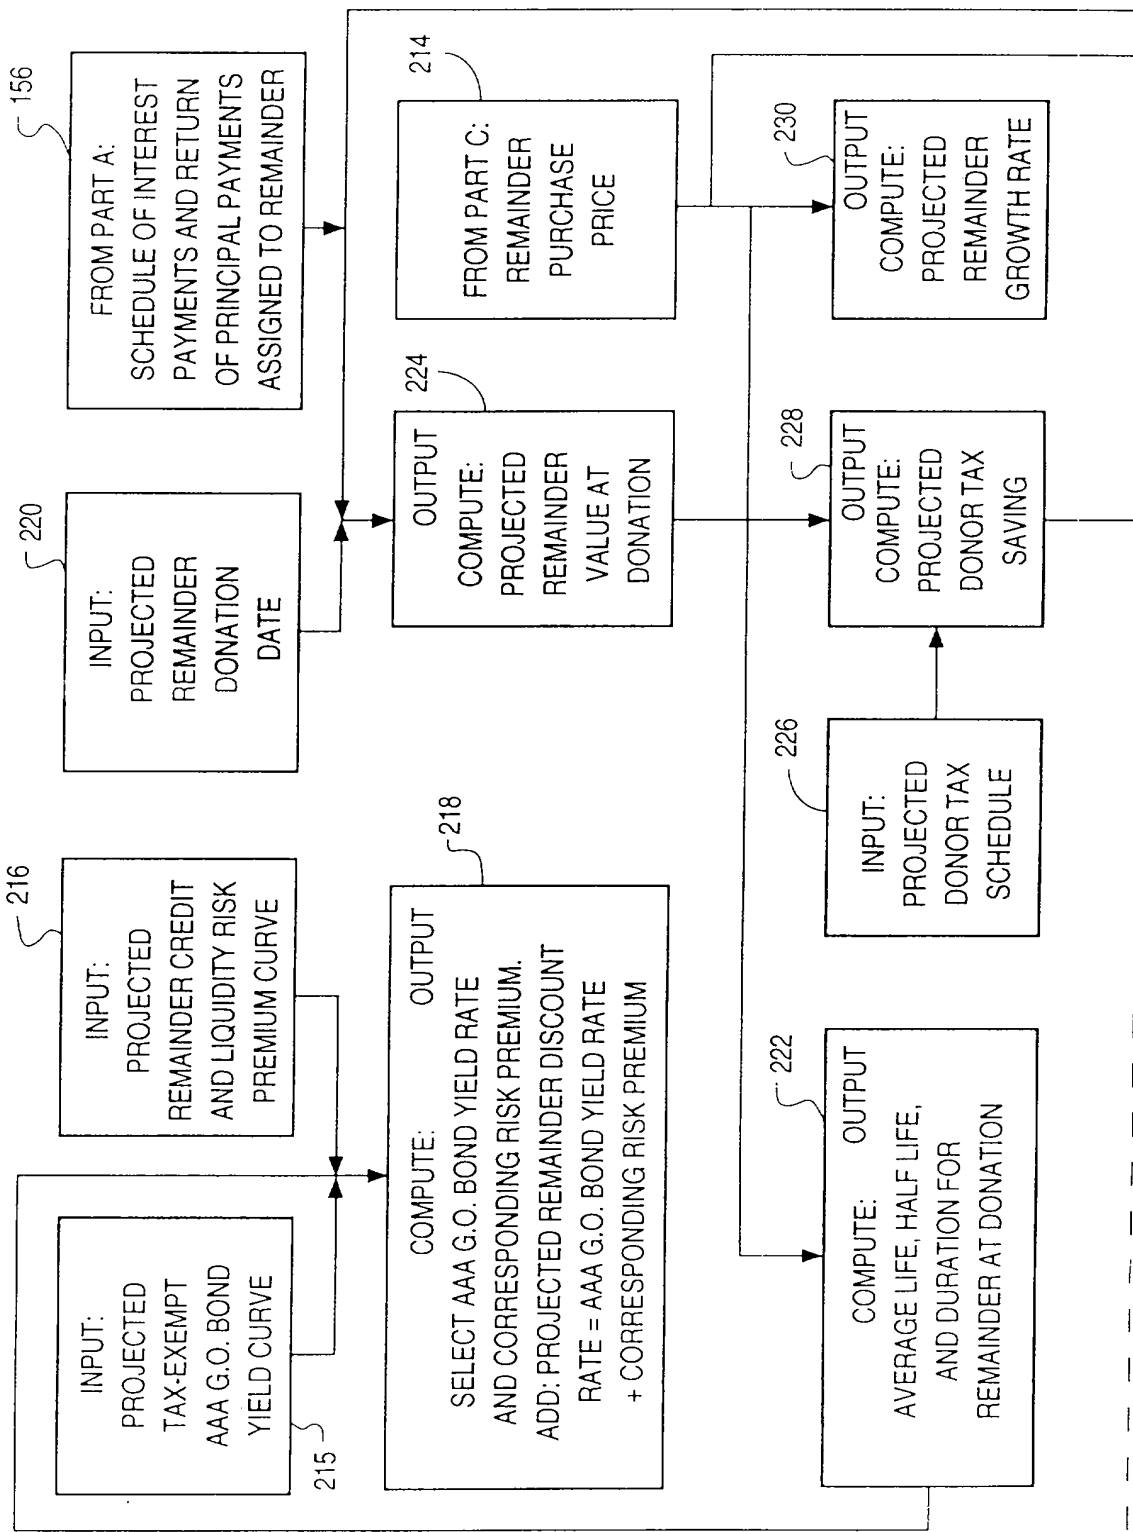 215
INPUT:
PROJECTED
TAX-EXEMPT
AAA G.O. BOND
YIELD CURVE
216
INPUT:
PROJECTED
REMAINDER CREDIT
AND LIQUIDITY RISK
PREMIUM CURVE
220
INPUT:
PROJECTED
REMAINDER
DONATION
DATE
156
FROM PART A:
SCHEDULE OF INTEREST
PAYMENTS AND RETURN
OF PRINCIPAL PAYMENTS
ASSIGNED TO REMAINDER
218
COMPUTE: OUTPUT
SELECT AAA G.O. BOND YIELD RATE
AND CORRESPONDING RISK PREMIUM.
ADD: PROJECTED REMAINDER DISCOUNT
RATE = AAA G.O. BOND YIELD RATE
+ CORRESPONDING RISK PREMIUM
224
OUTPUT
COMPUTE:
PROJECTED
REMAINDER
VALUE AT
DONATION
214
FROM PART C:
REMAINDER
PURCHASE
PRICE
222
COMPUTE: OUTPUT
AVERAGE LIFE, HALF LIFE,
AND DURATION FOR
REMAINDER AT DONATION
226
INPUT:
PROJECTED
DONOR TAX
SCHEDULE
228
OUTPUT
COMPUTE:
PROJECTED
DONOR TAX
SAVING
230
OUTPUT
COMPUTE:
PROJECTED
REMAINDER
GROWTH RATE